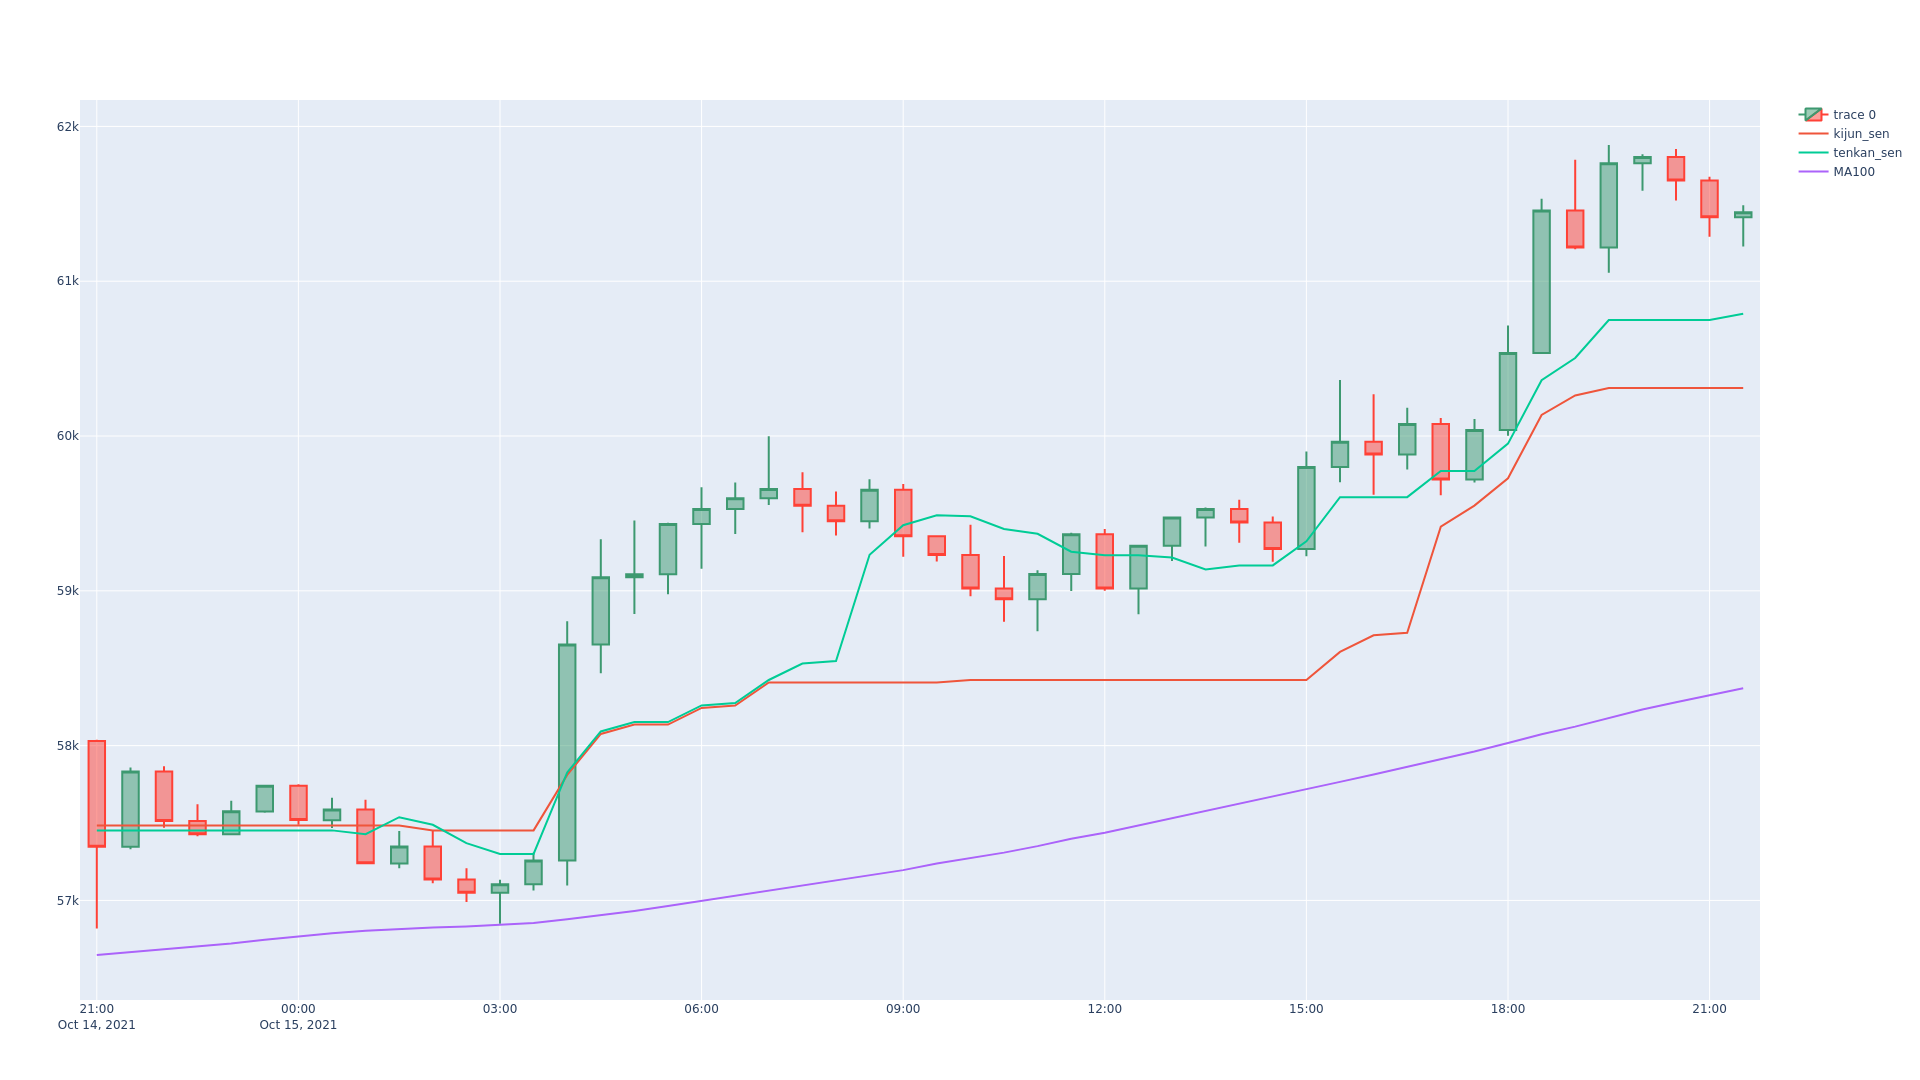 62k
61k
60k
59k
58k
57k
21:00
Oct 14, 2021
00:00
Oct 15, 2021
03:00
06:00
09:00
12:00
15:00
18:00
21:00
trace 0
kijun_sen
tenkan_sen
MA100